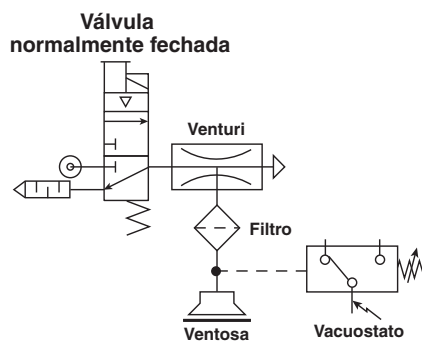 Válvula
normalmente fechada
Venturi
Filtro
Ventosa
Vacuostato